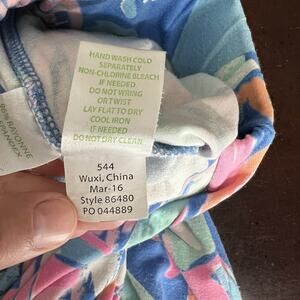 HAND WASH COLD
SEPARATELY
NON-CHLORINE BLEACH
IF NEEDED
DO NOT WRING
OR TWIST
LAY FLAT TO DRY
COOL IRON
IF NEEDED
DO NOT DRY CLEAN
544
Wuxi, China
Mar-16
Style 86480
PO 044889
SPANDEX